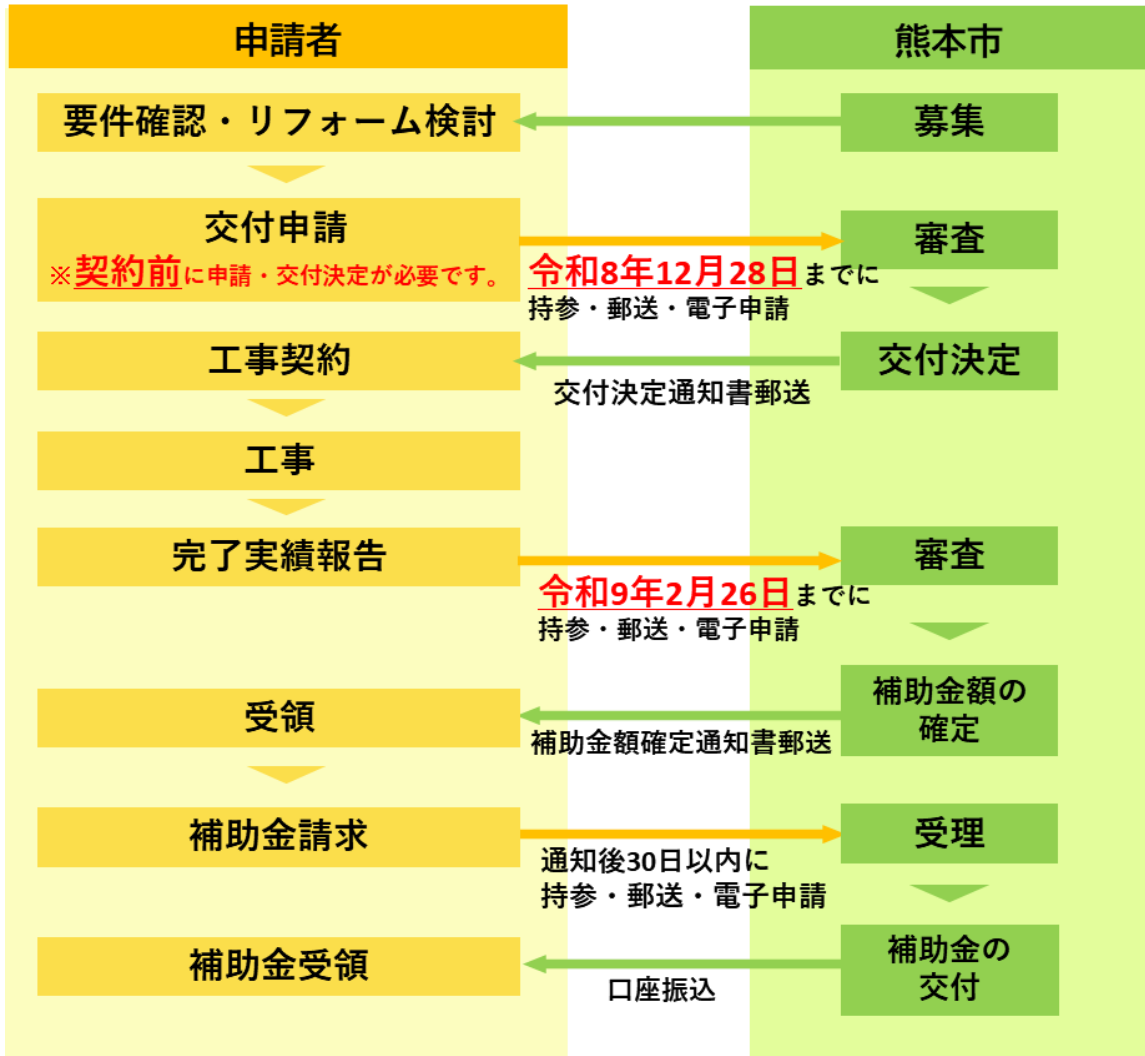 申請者
熊本市
要件確認・リフォーム検討
募集
交付申請
※契約前に申請・交付決定が必要です。
審査
令和8年12月28日までに
持参・郵送・電子申請
工事契約
交付決定
交付決定通知書郵送
工事
完了実績報告
審査
令和9年2月26日までに
持参・郵送・電子申請
受領
補助金額の
確定
補助金額確定通知書郵送
補助金請求
受理
通知後30日以内に
持参・郵送・電子申請
補助金受領
補助金の
交付
口座振込